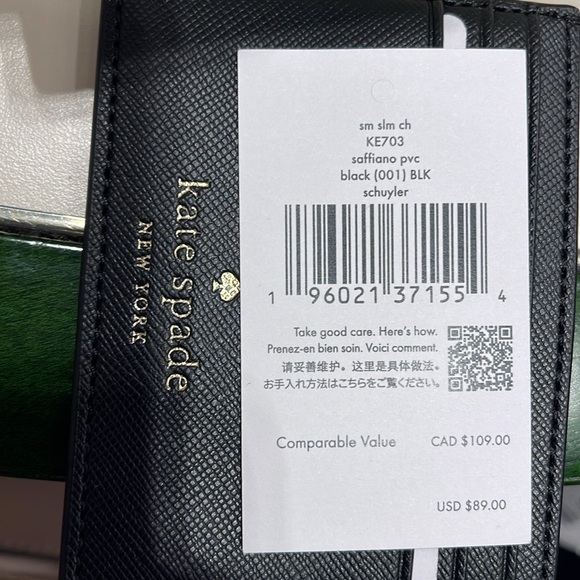 kate spade
NEW YORK
sm slm ch
KE703
saffiano pvc
black (001) BLK
schuyler
1 96021 37155 4
Take good care. Here's how.
Prenez-en bien soin. Voici comment.
请妥善维护。这里是具体做法。
お手入れ方法はこちらをご覧ください。
Comparable Value CAD $109.00
USD $89.00